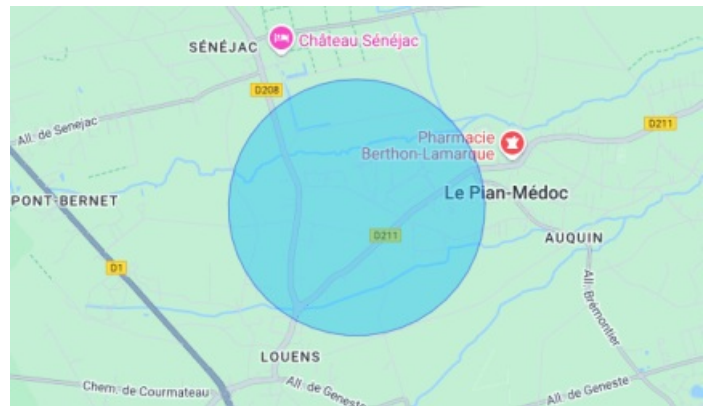 SÉNÉJAC
Château Sénéjac
D208
D211
All. de Senejac
Pharmacie
Berthon-Lamarque
PONT-BERNET
Le Pian-Médoc
D211
AUQUIN
D1
All. Brémontier
LOUENS
Chem. de Courmateau
All. de Geneste
All. de Geneste